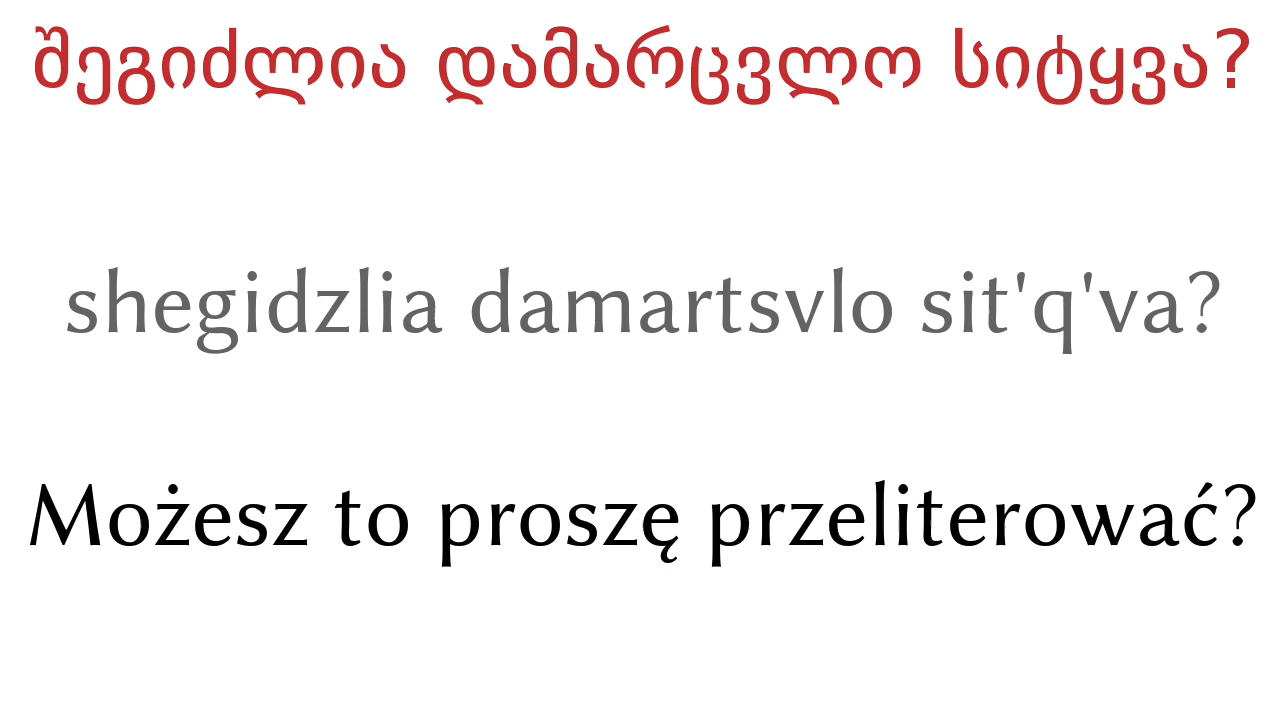 შეგიძლია დამარცვლო სიტყვა?
shegidzlia damartsvlo sit'q'va?
Możesz to proszę przeliterować?